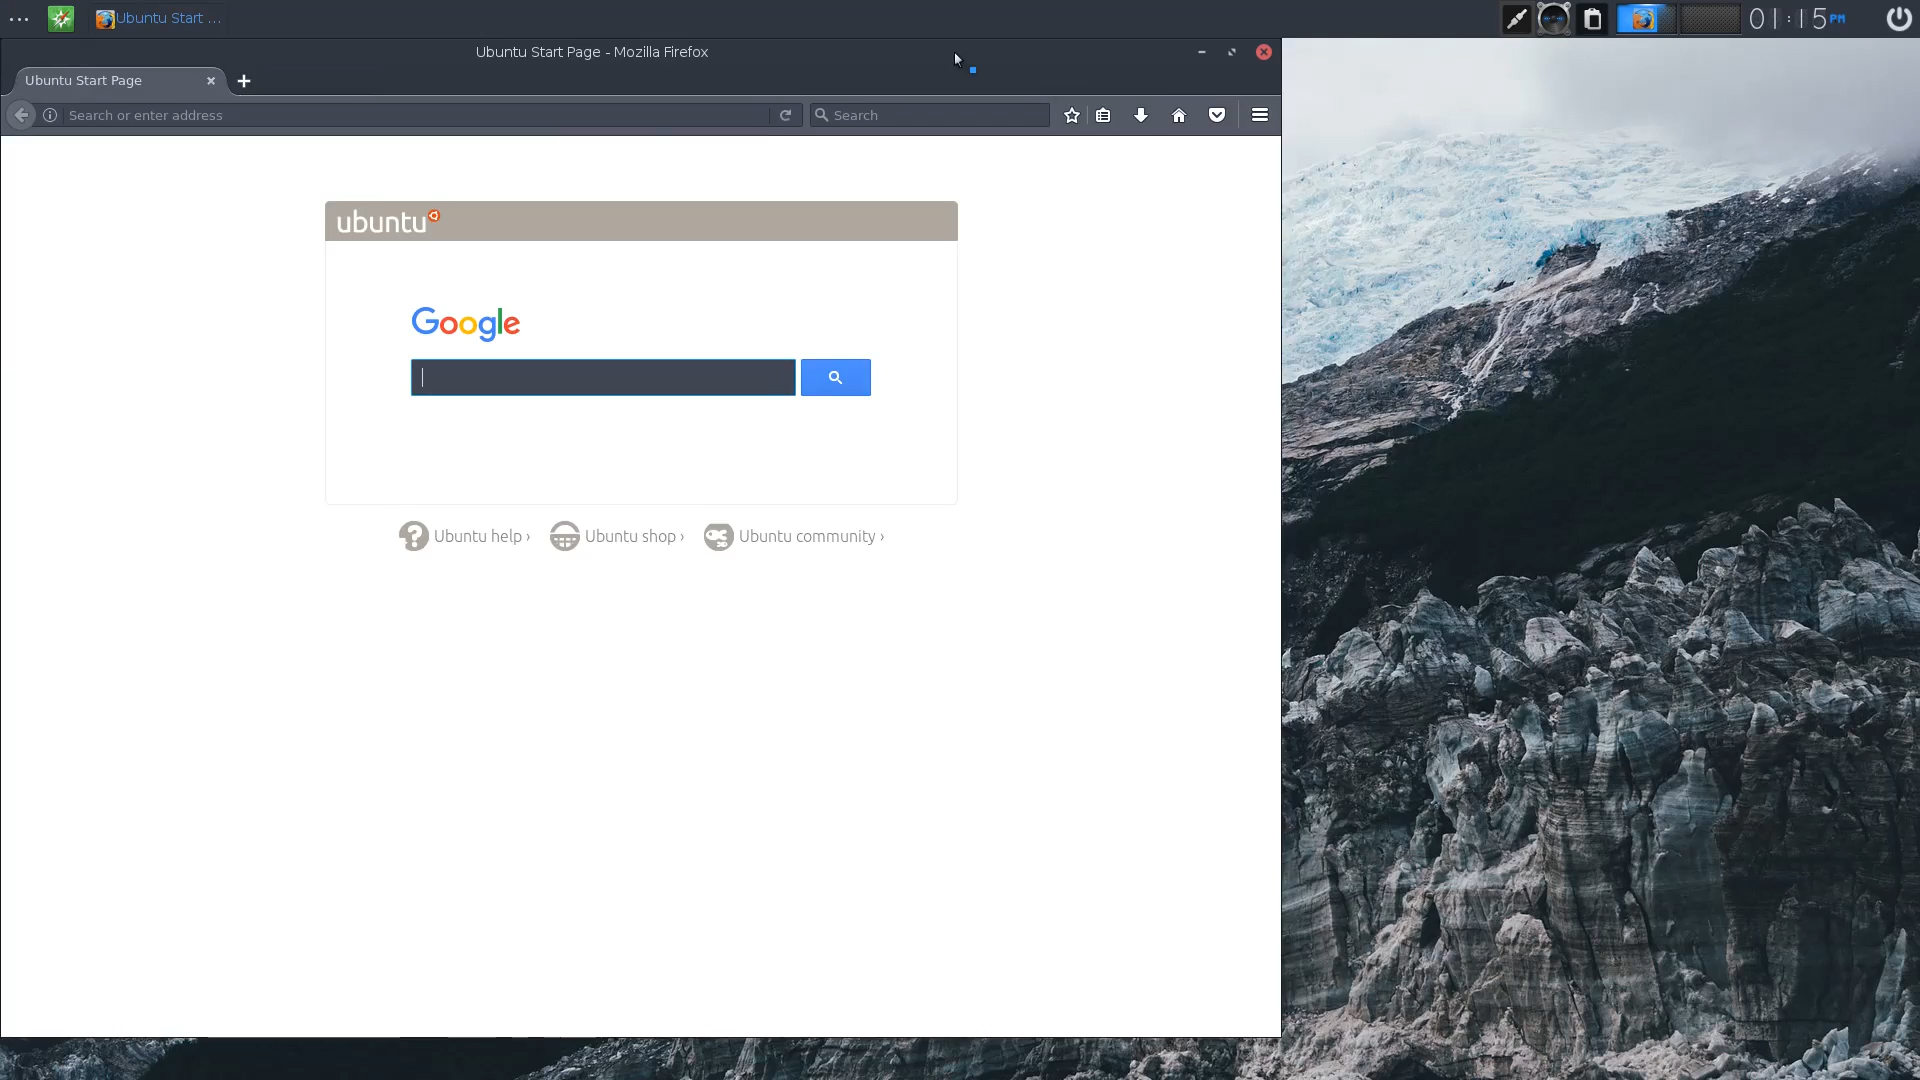 Ubuntu Start ...
01:15 PM
Ubuntu Start Page - Mozilla Firefox
Ubuntu Start Page
Search or enter address
Search
ubuntu
Google
Ubuntu help ›
Ubuntu shop ›
Ubuntu community ›